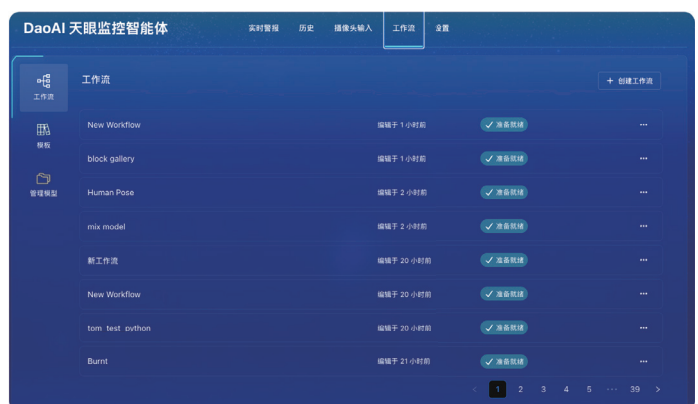 DaoAI 天眼监控智能体 实时警报 历史 摄像头输入 工作流 设置
工作流
工作流 + 创建工作流
模板
管理模型
New Workflow 编辑于 1 小时前 准备就绪 ...
block gallery 编辑于 1 小时前 准备就绪 ...
Human Pose 编辑于 2 小时前 准备就绪 ...
mix model 编辑于 2 小时前 准备就绪 ...
新工作流 编辑于 20 小时前 准备就绪 ...
New Workflow 编辑于 20 小时前 准备就绪 ...
tom_test_python 编辑于 20 小时前 准备就绪 ...
Burnt 编辑于 21 小时前 准备就绪 ...
< 1 2 3 4 5 ... 39 >